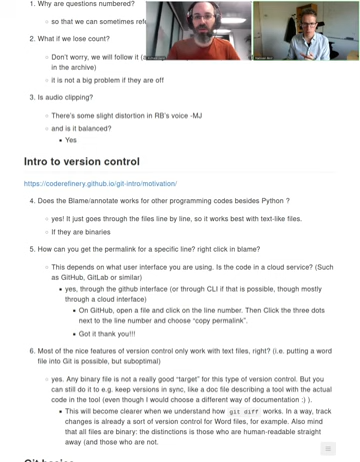 1. Why are questions numbered?
so that we can sometimes refe
2. What if we lose count?
Don't worry, we will follow it (a
in the archive)
it is not a big problem if they are off
3. Is audio clipping?
There's some slight distortion in RB's voice -MJ
and is it balanced?
Yes
Intro to version control
https://coderefinery.github.io/git-intro/motivation/
4. Does the Blame/annotate works for other programming codes besides Python ?
yes! It just goes through the files line by line, so it works best with text-like files.
If they are binaries
5. How can you get the permalink for a specific line? right click in blame?
This depends on what user interface you are using. Is the code in a cloud service? (Such
as GitHub, GitLab or similar)
yes, through the github interface (or through CLI if that is possible, though mostly
through a cloud interface)
On GitHub, open a file and click on the line number. Then Click the three dots
next to the line number and choose “copy permalink”.
Got it thank you!!!
6. Most of the nice features of version control only work with text files, right? (i.e. putting a word
file into Git is possible, but suboptimal)
yes. Any binary file is not a really good “target” for this type of version control. But you
can still do it to e.g. keep versions in sync, like a doc file describing a tool with the actual
code in the tool (even though I would choose a different way of documentation :) ).
This will become clearer when we understand how git diff works. In a way, track
changes is already a sort of version control for Word files, for example. Also mind
that all files are binary: the distinctions is those who are human-readable straight
away (and those who are not.
Git basics